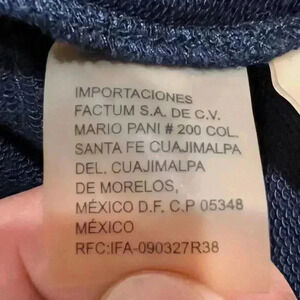 IMPORTACIONES
FACTUM S.A. DE C.V.
MARIO PANI # 200 COL.
SANTA FE CUAJIMALPA
DEL. CUAJIMALPA
DE MORELOS,
MÉXICO D.F. C.P 05348
MÉXICO
RFC:IFA-090327R38